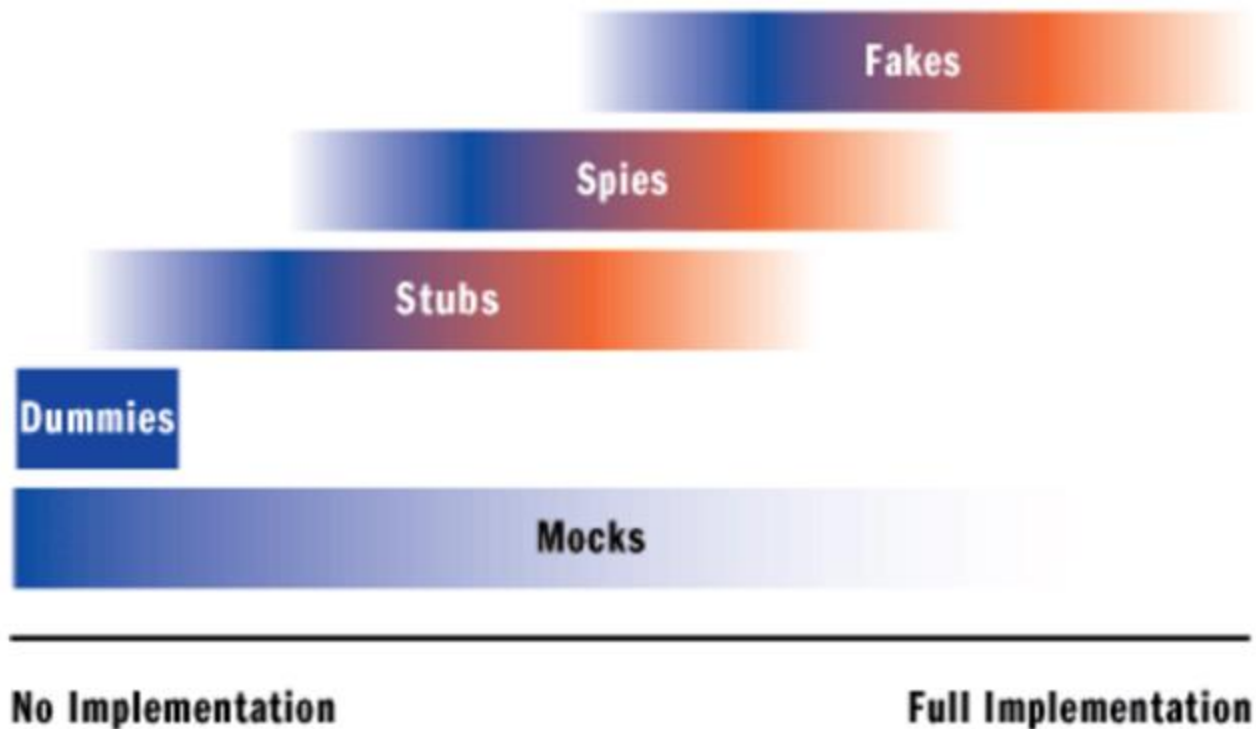 Fakes
Spies
Stubs
Dummies
Mocks
No Implementation
Full Implementation